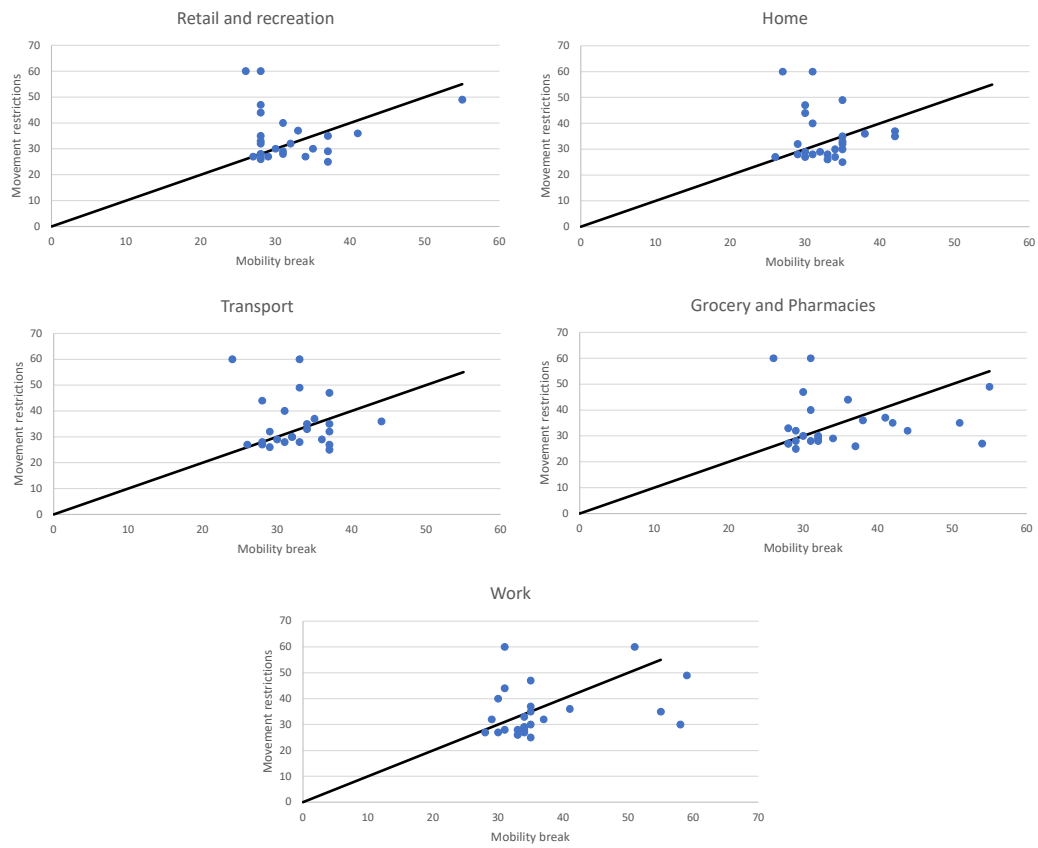 Retail and recreation
Movement restrictions
70
60
50
40
30
20
10
0
0 10 20 30 40 50 60
Mobility break
Home
Movement restrictions
70
60
50
40
30
20
10
0
0 10 20 30 40 50 60
Mobility break
Transport
Movement restrictions
70
60
50
40
30
20
10
0
0 10 20 30 40 50 60
Mobility break
Grocery and Pharmacies
Movement restrictions
70
60
50
40
30
20
10
0
0 10 20 30 40 50 60
Mobility break
Work
Movement restrictions
70
60
50
40
30
20
10
0
0 10 20 30 40 50 60 70
Mobility break